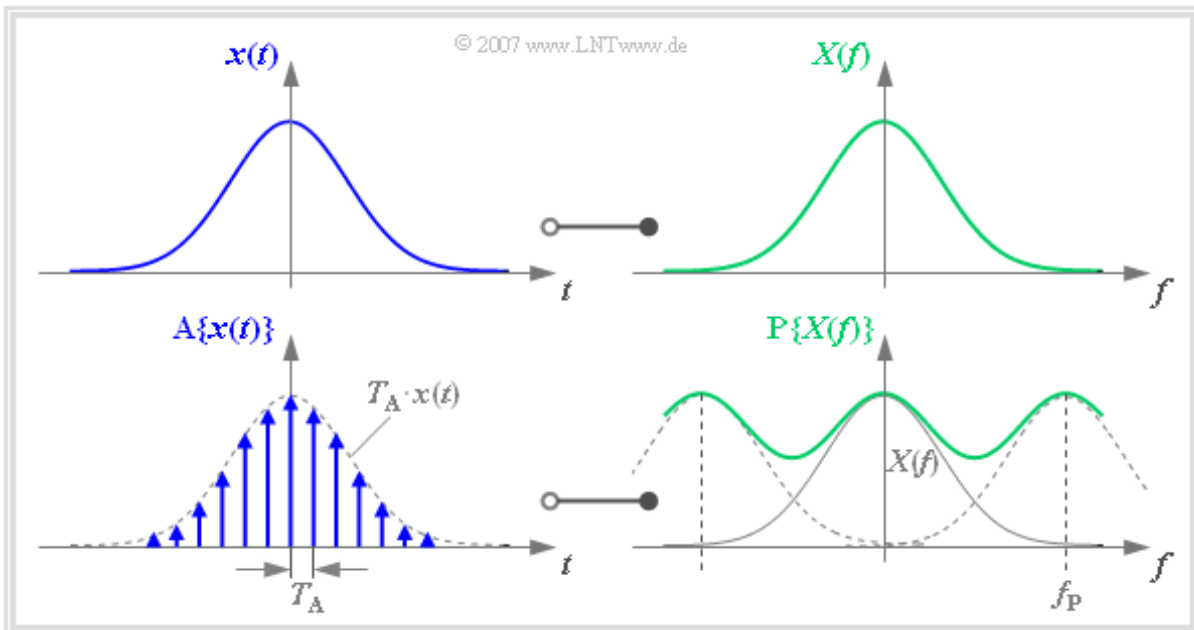 © 2007 www.LNTwww.de
x(t)
X(f)
t
f
A{x(t)}
P{X(f)}
T_A · x(t)
X(f)
t
f
T_A
f_P